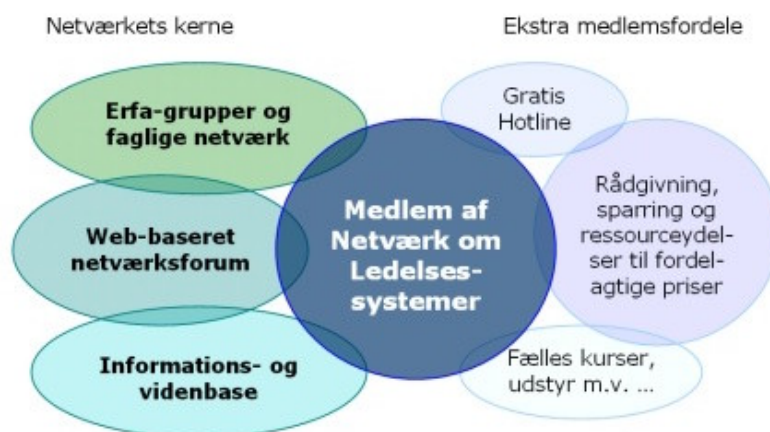 Netværkets kerne
Ekstra medlemsfordele
Erfa-grupper og
faglige netværk
Web-baseret
netværksforum
Informations- og
videnbase
Medlem af
Netværk om
Ledelses-
systemer
Gratis
Hotline
Rådgivning,
sparring og
ressourceydel-
ser til fordel-
agtige priser
Fælles kurser,
udstyr m.v. ...